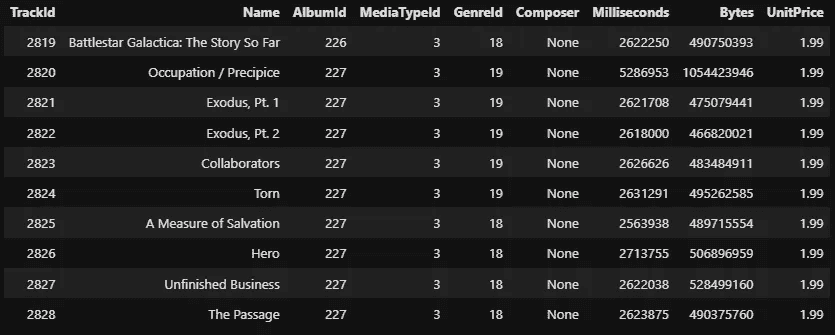 TrackId Name AlbumId MediaTypeId GenreId Composer Milliseconds Bytes UnitPrice
2819 Battlestar Galactica: The Story So Far 226 3 18 None 2622250 490750393 1.99
2820 Occupation / Precipice 227 3 19 None 5286953 1054423946 1.99
2821 Exodus, Pt. 1 227 3 19 None 2621708 475079441 1.99
2822 Exodus, Pt. 2 227 3 19 None 2618000 466820021 1.99
2823 Collaborators 227 3 19 None 2626626 483484911 1.99
2824 Torn 227 3 19 None 2631291 495262585 1.99
2825 A Measure of Salvation 227 3 18 None 2563938 489715554 1.99
2826 Hero 227 3 18 None 2713755 506896959 1.99
2827 Unfinished Business 227 3 18 None 2622038 528499160 1.99
2828 The Passage 227 3 18 None 2623875 490375760 1.99